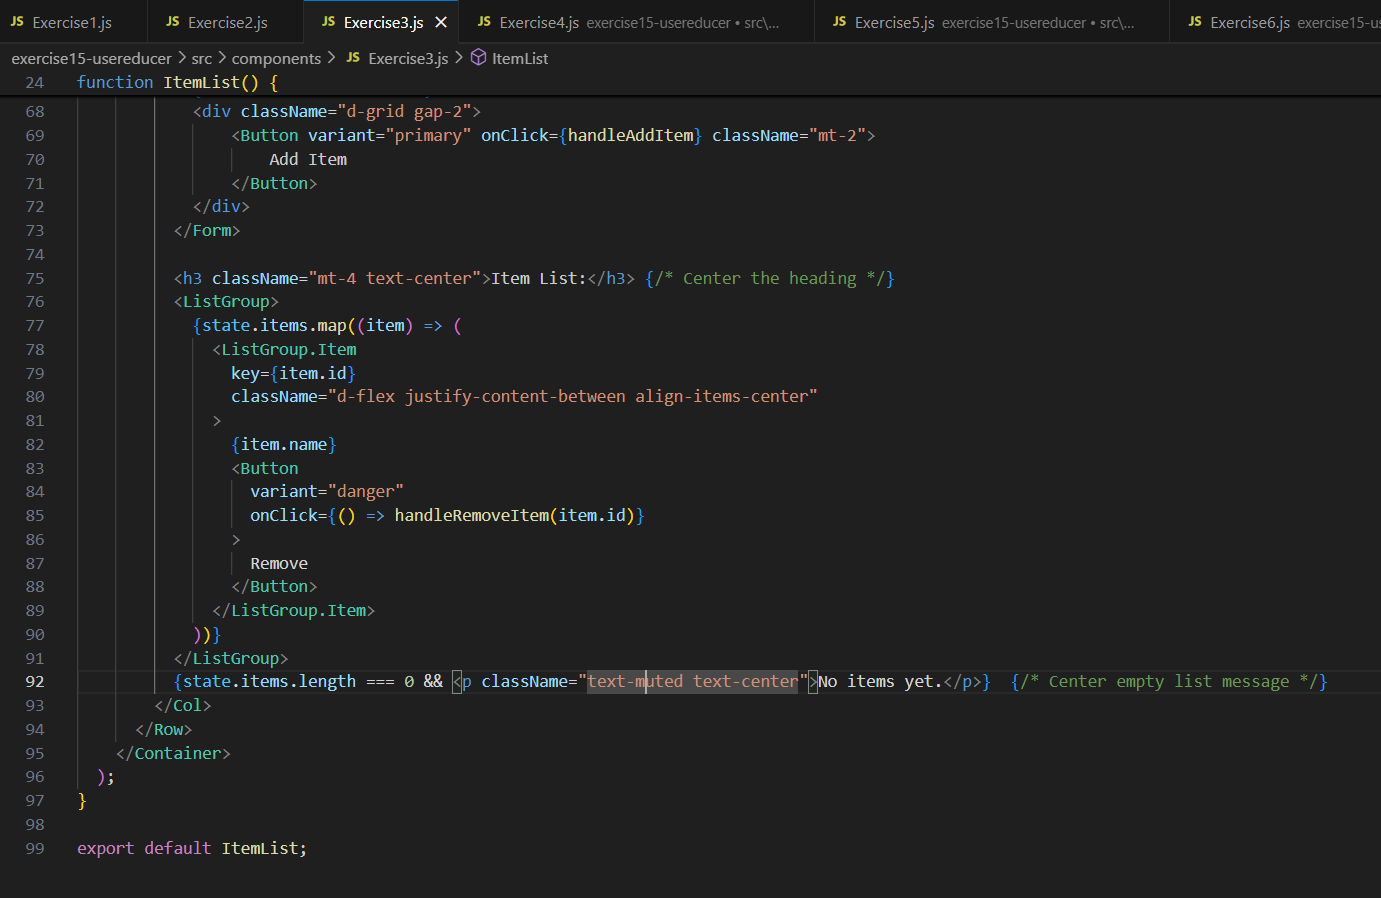 JS Exercise1.js JS Exercise2.js JS Exercise3.js × JS Exercise4.js exercise15-usereducer • src\... JS Exercise5.js exercise15-usereducer • src\... JS Exercise6.js exercise15-us
exercise15-usereducer > src > components > JS Exercise3.js > ItemList
24 function ItemList() {
68 <div className="d-grid gap-2">
69 <Button variant="primary" onClick={handleAddItem} className="mt-2">
70 Add Item
71 </Button>
72 </div>
73 </Form>
74
75 <h3 className="mt-4 text-center">Item List:</h3> {/* Center the heading */}
76 <ListGroup>
77 {state.items.map((item) => (
78 <ListGroup.Item
79 key={item.id}
80 className="d-flex justify-content-between align-items-center"
81 >
82 {item.name}
83 <Button
84 variant="danger"
85 onClick={() => handleRemoveItem(item.id)}
86 >
87 Remove
88 </Button>
89 </ListGroup.Item>
90 ))}
91 </ListGroup>
92 {state.items.length === 0 && <p className="text-muted text-center">No items yet.</p>} {/* Center empty list message */}
93 </Col>
94 </Row>
95 </Container>
96 );
97 }
98
99 export default ItemList;